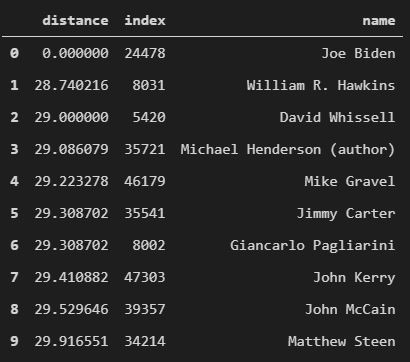 distance index name
0 0.000000 24478 Joe Biden
1 28.740216 8031 William R. Hawkins
2 29.000000 5420 David Whissell
3 29.086079 35721 Michael Henderson (author)
4 29.223278 46179 Mike Gravel
5 29.308702 35541 Jimmy Carter
6 29.308702 8002 Giancarlo Pagliarini
7 29.410882 47303 John Kerry
8 29.529646 39357 John McCain
9 29.916551 34214 Matthew Steen